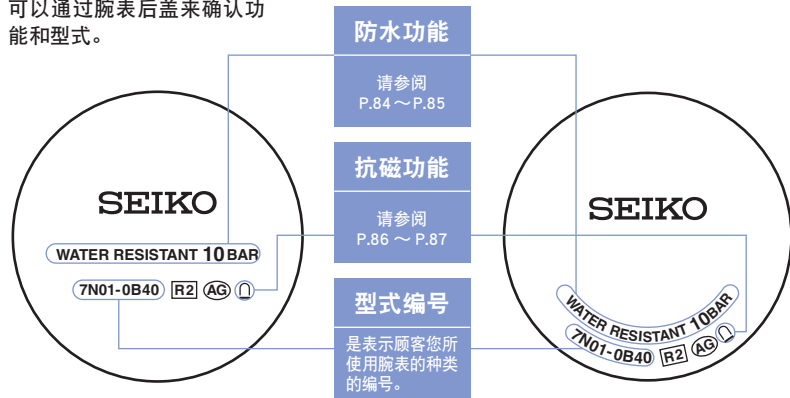 可以通过腕表后盖来确认功
能和型式。
防水功能
请参阅
P.84～P.85
抗磁功能
请参阅
P.86 ～ P.87
型式编号
是表示顾客您所
使用腕表的种类
的编号。
SEIKO
WATER RESISTANT 10 BAR
7N01-0B40 R2 AG
SEIKO
WATER RESISTANT 10BAR
7N01-0B40 R2 AG